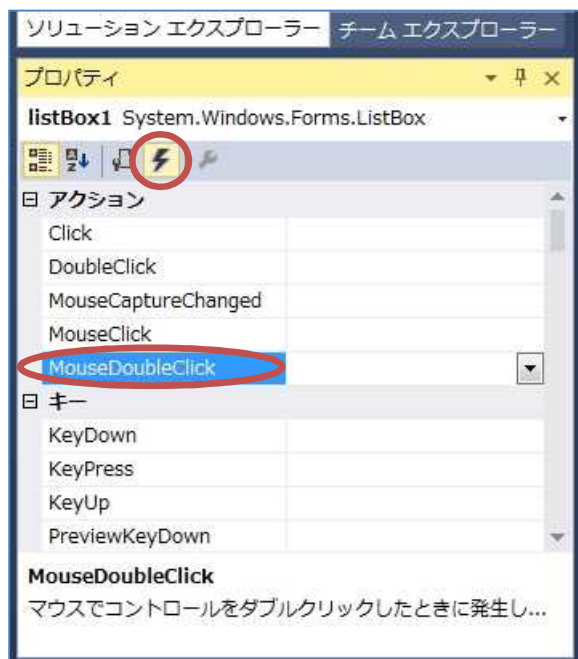 ソリューション エクスプローラー チーム エクスプローラー
プロパティ
listBox1 System.Windows.Forms.ListBox
アクション
Click
DoubleClick
MouseCaptureChanged
MouseClick
MouseDoubleClick
キー
KeyDown
KeyPress
KeyUp
PreviewKeyDown
MouseDoubleClick
マウスでコントロールをダブルクリックしたときに発生し...